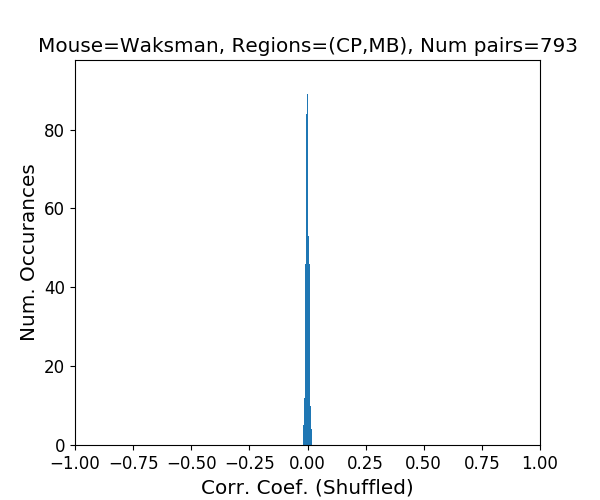 Mouse=Waksman, Regions=(CP,MB), Num pairs=793
Num. Occurances
80
60
40
20
0
−1.00 −0.75 −0.50 −0.25 0.00 0.25 0.50 0.75 1.00
Corr. Coef. (Shuffled)